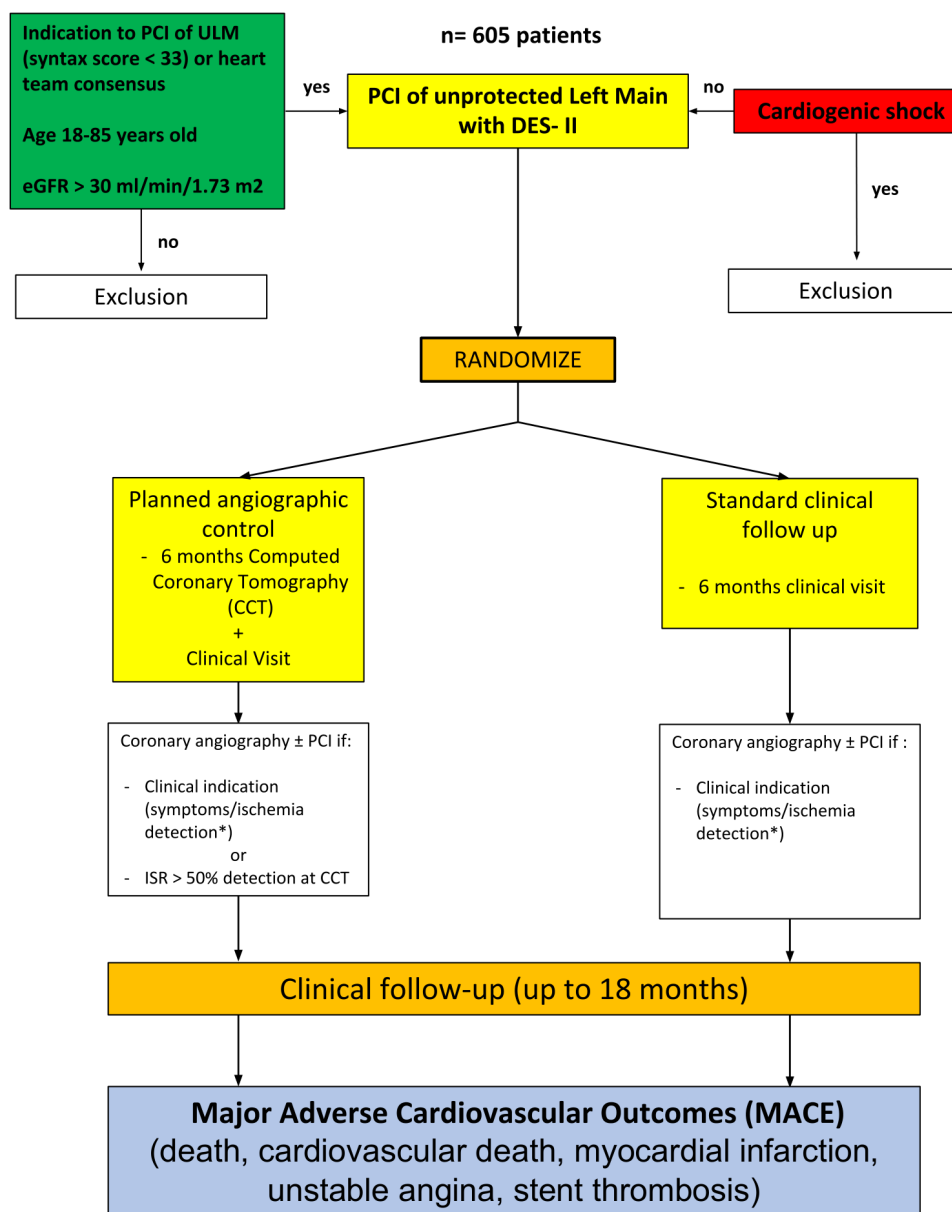 Indication to PCI of ULM
(syntax score < 33) or heart
team consensus
Age 18-85 years old
eGFR > 30 ml/min/1.73 m2
n= 605 patients
yes
PCI of unprotected Left Main
with DES- II
no
Cardiogenic shock
no
yes
Exclusion
Exclusion
RANDOMIZE
Planned angiographic
control
- 6 months Computed
Coronary Tomography
(CCT)
+
Clinical Visit
Standard clinical
follow up
- 6 months clinical visit
Coronary angiography ± PCI if:
- Clinical indication
(symptoms/ischemia
detection*)
or
- ISR > 50% detection at CCT
Coronary angiography ± PCI if :
- Clinical indication
(symptoms/ischemia
detection*)
Clinical follow-up (up to 18 months)
Major Adverse Cardiovascular Outcomes (MACE)
(death, cardiovascular death, myocardial infarction,
unstable angina, stent thrombosis)